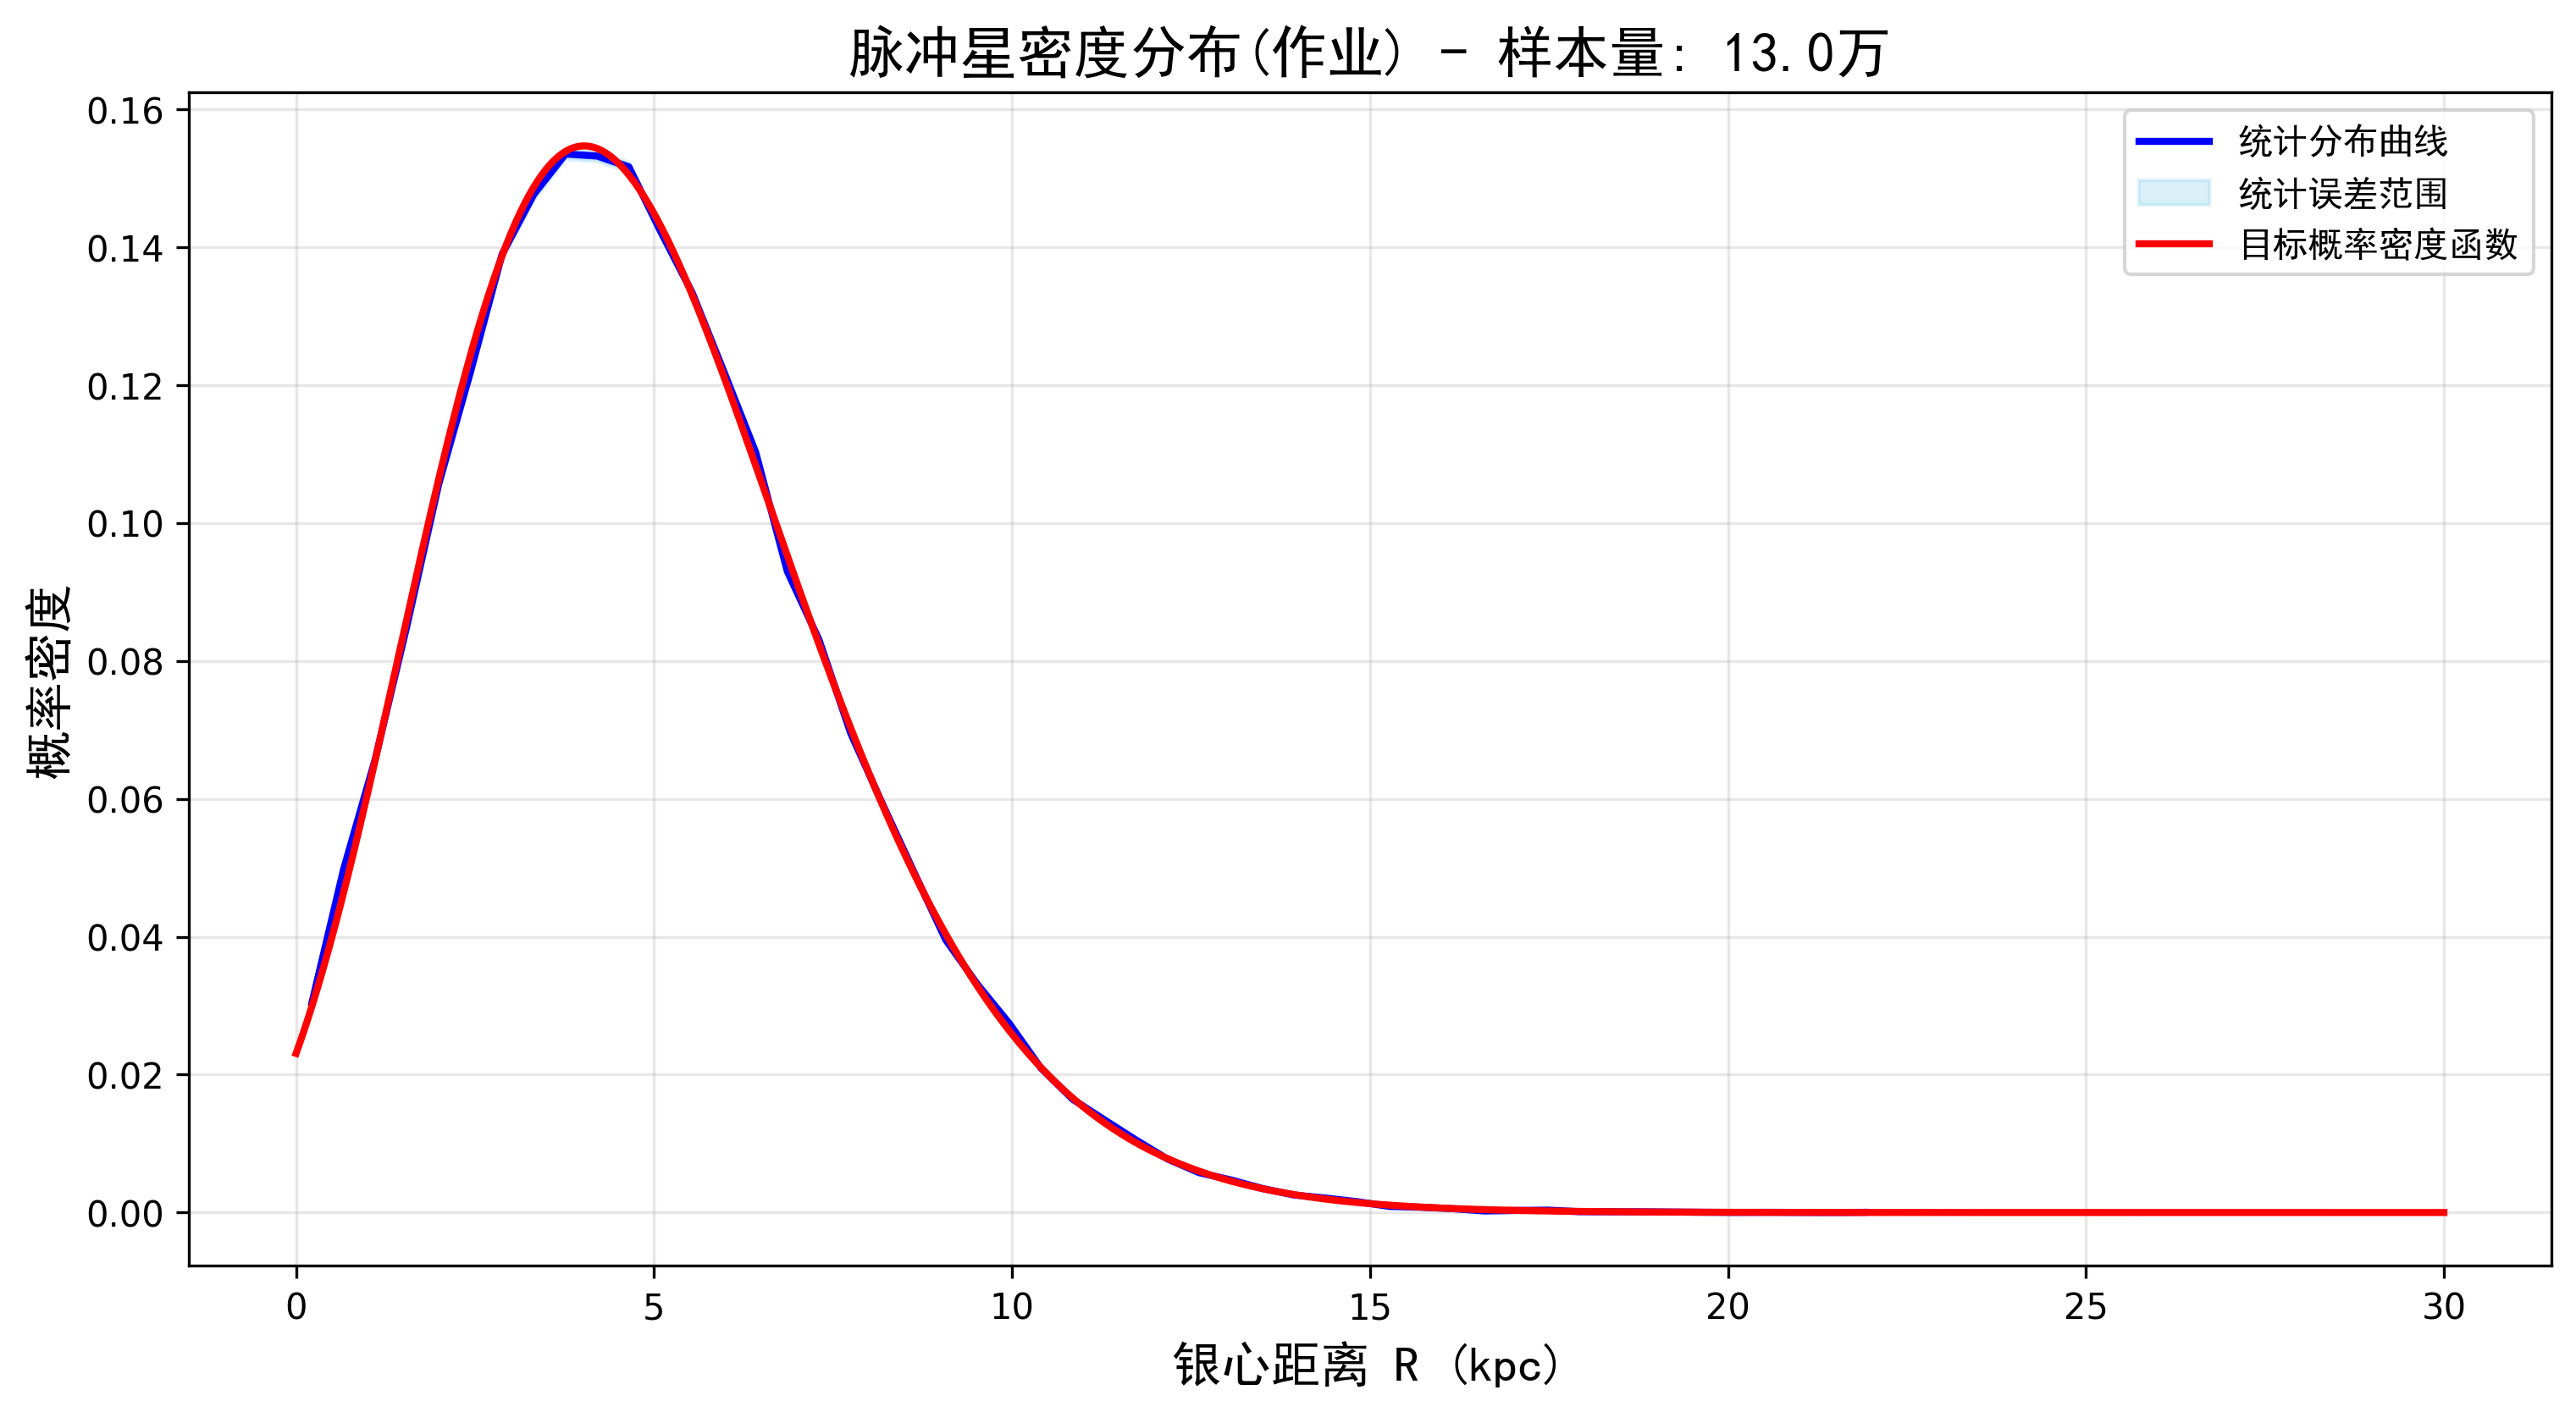 脉冲星密度分布(作业) - 样本量: 13.0万
0.16
0.14
0.12
0.10
0.08
0.06
0.04
0.02
0.00
概率密度
统计分布曲线
统计误差范围
目标概率密度函数
0 5 10 15 20 25 30
银心距离 R (kpc)